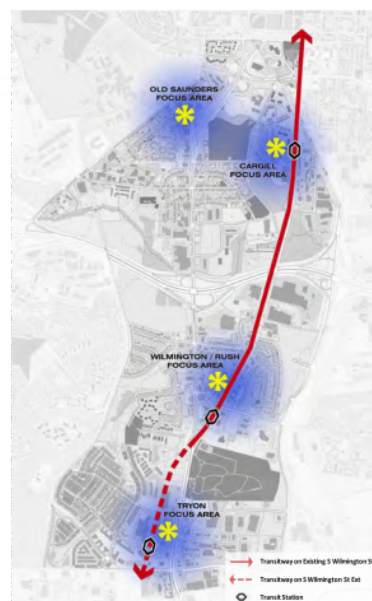 OLD SAUNDERS
FOCUS AREA
CARGILL
FOCUS AREA
WILMINGTON / RUSH
FOCUS AREA
TRYON
FOCUS AREA
Transitway on Existing S Wilmington St
Transitway on S Wilmington St Ext
Transit Station